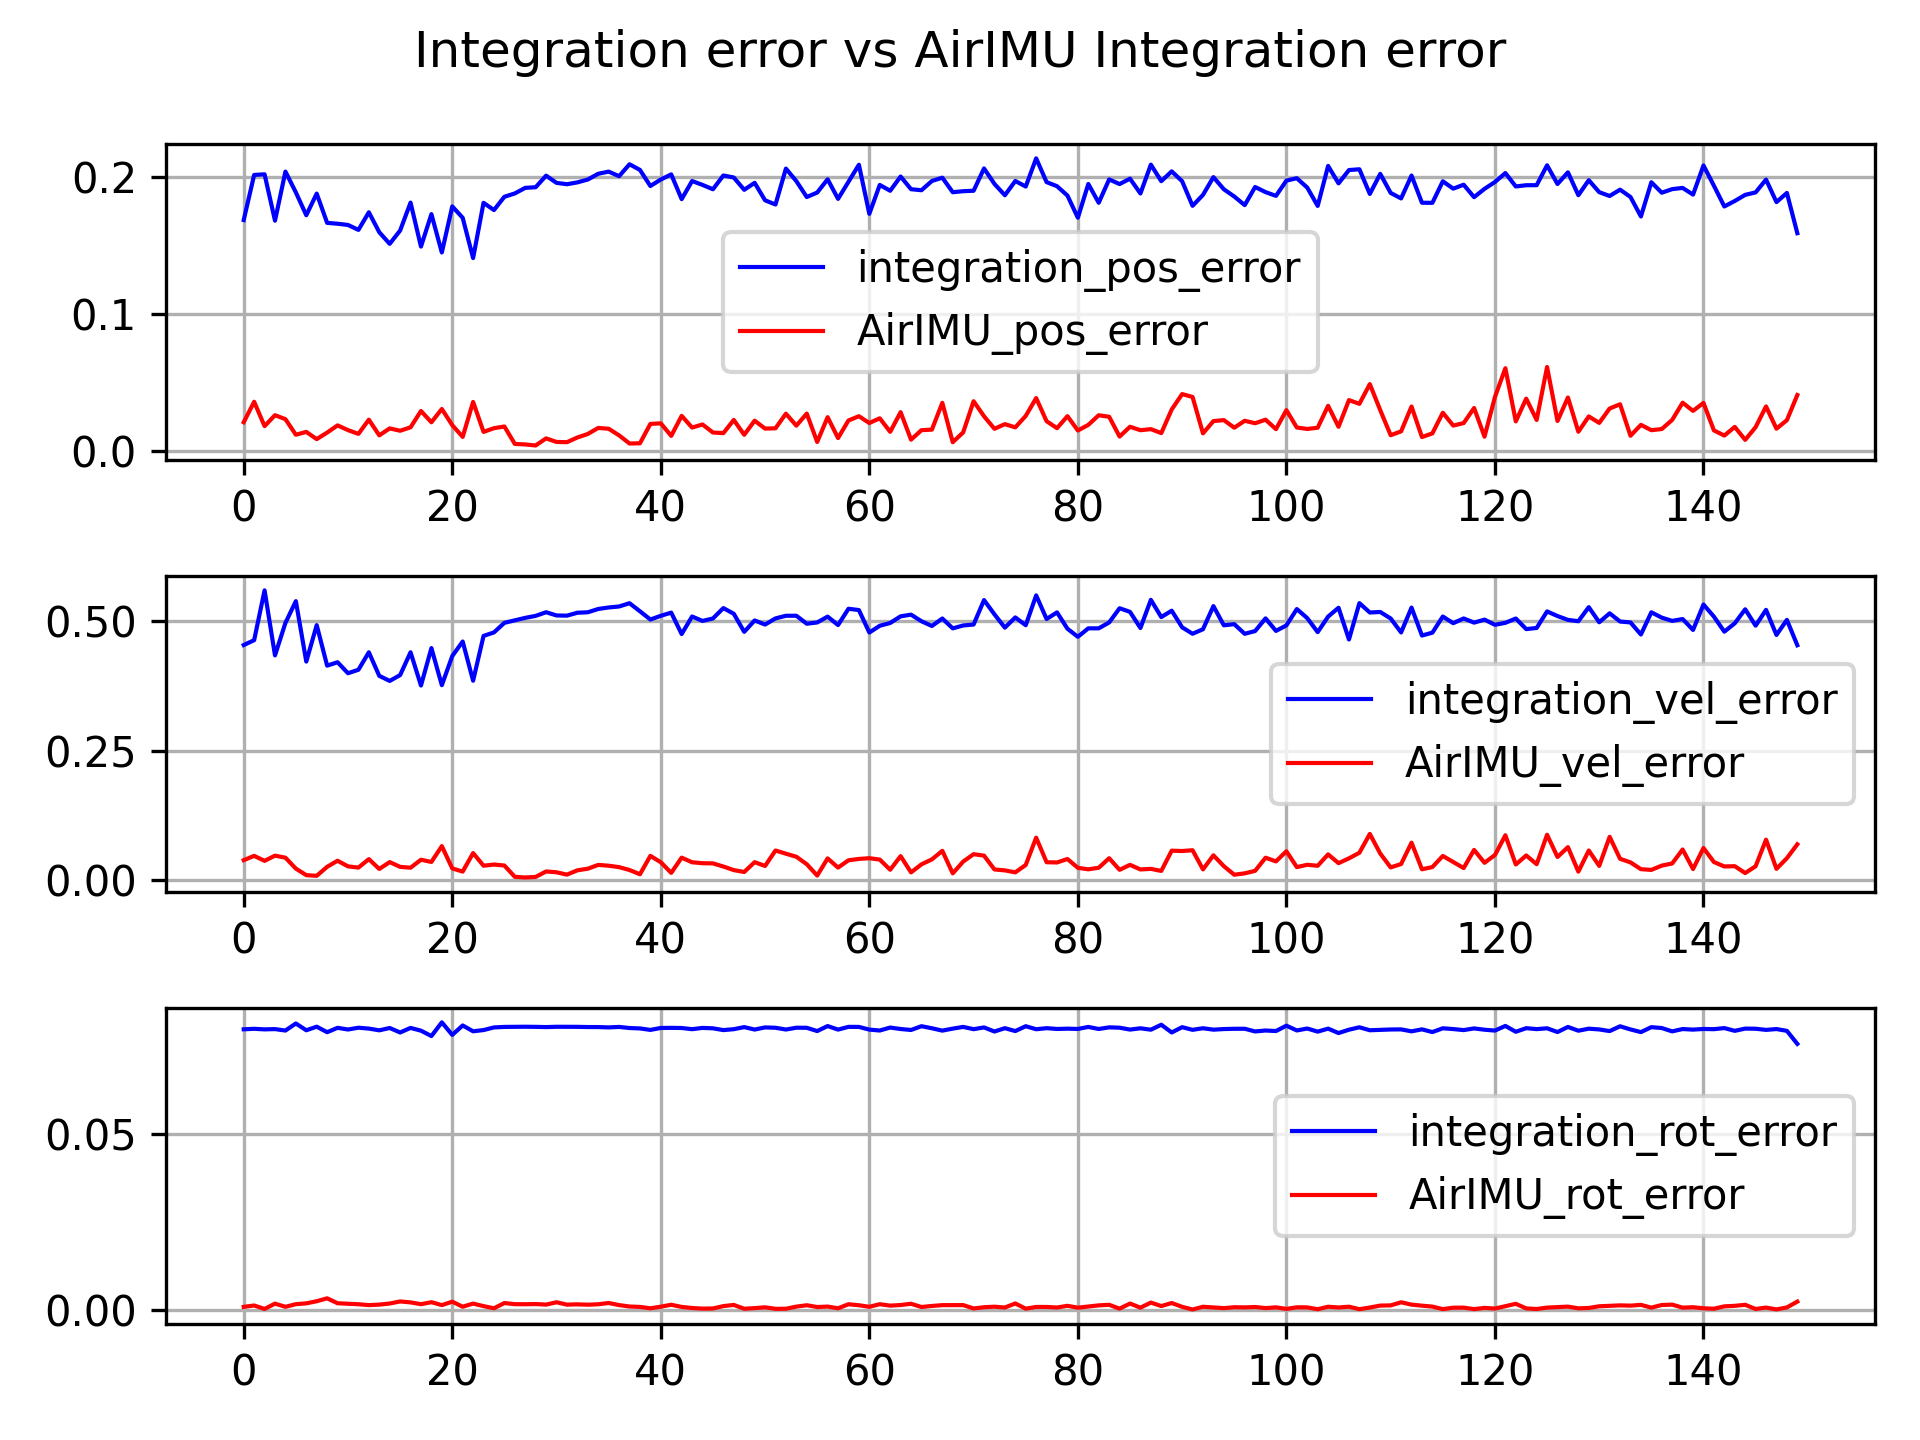 Integration error vs AirIMU Integration error
0.2
0.1
0.0
integration_pos_error
AirIMU_pos_error
0 20 40 60 80 100 120 140
0.50
0.25
0.00
integration_vel_error
AirIMU_vel_error
0 20 40 60 80 100 120 140
0.05
0.00
integration_rot_error
AirIMU_rot_error
0 20 40 60 80 100 120 140